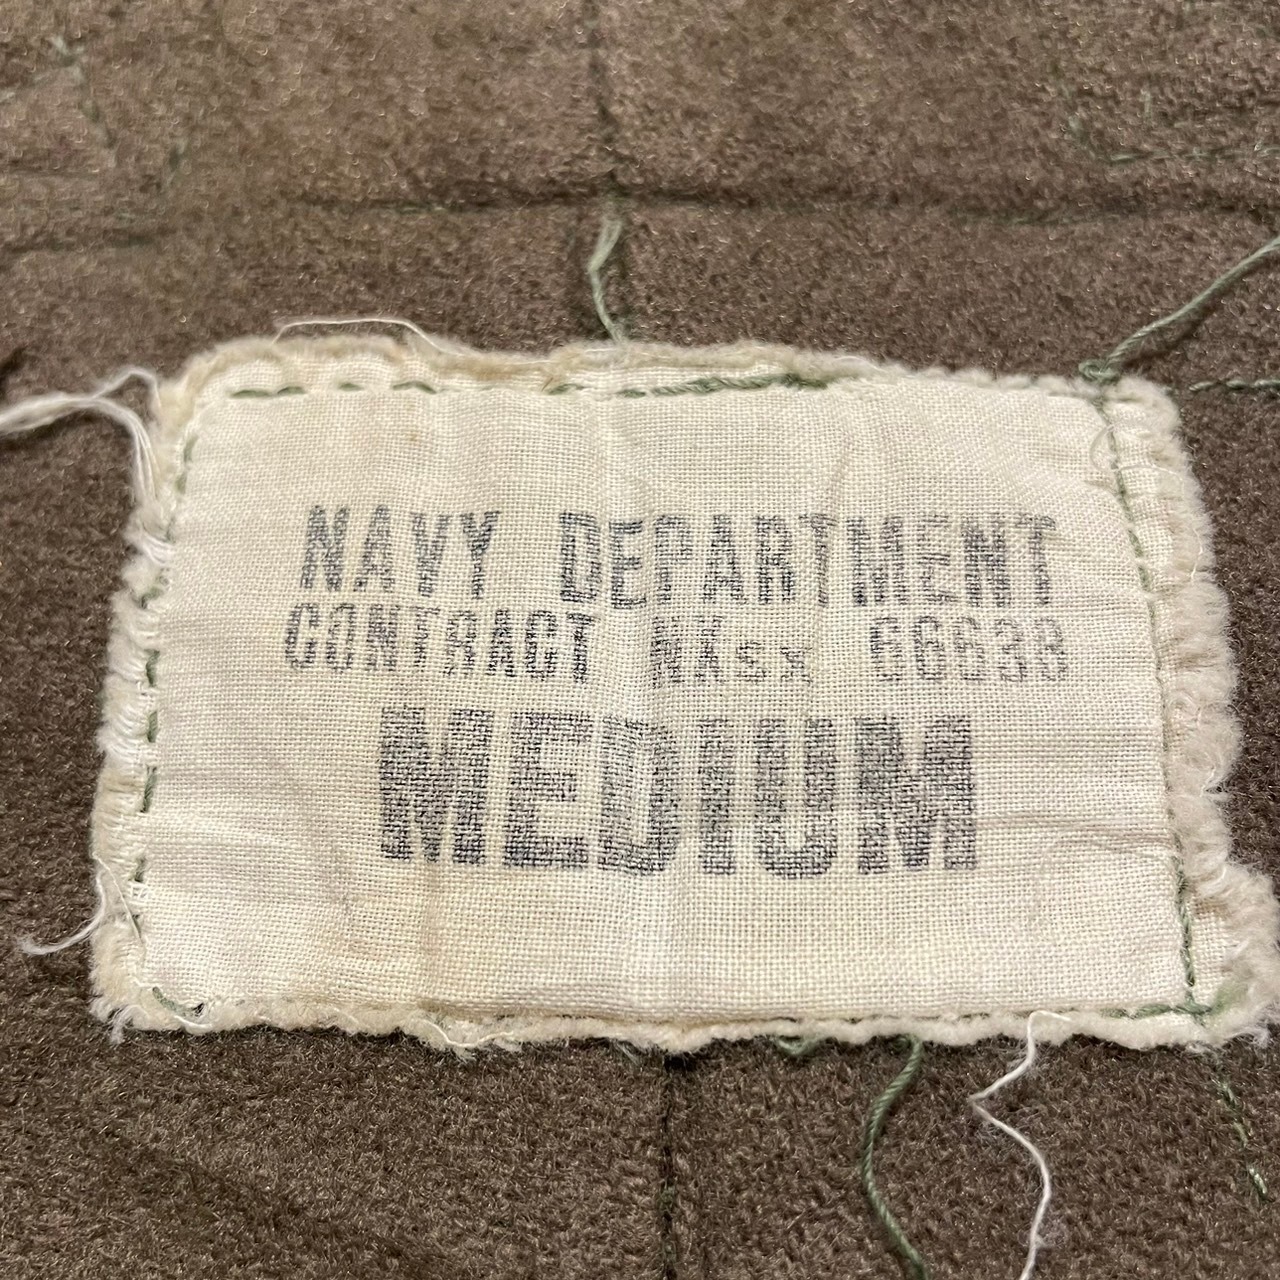 NAVY DEPARTMENT
CONTRACT NXsx 66638
MEDIUM